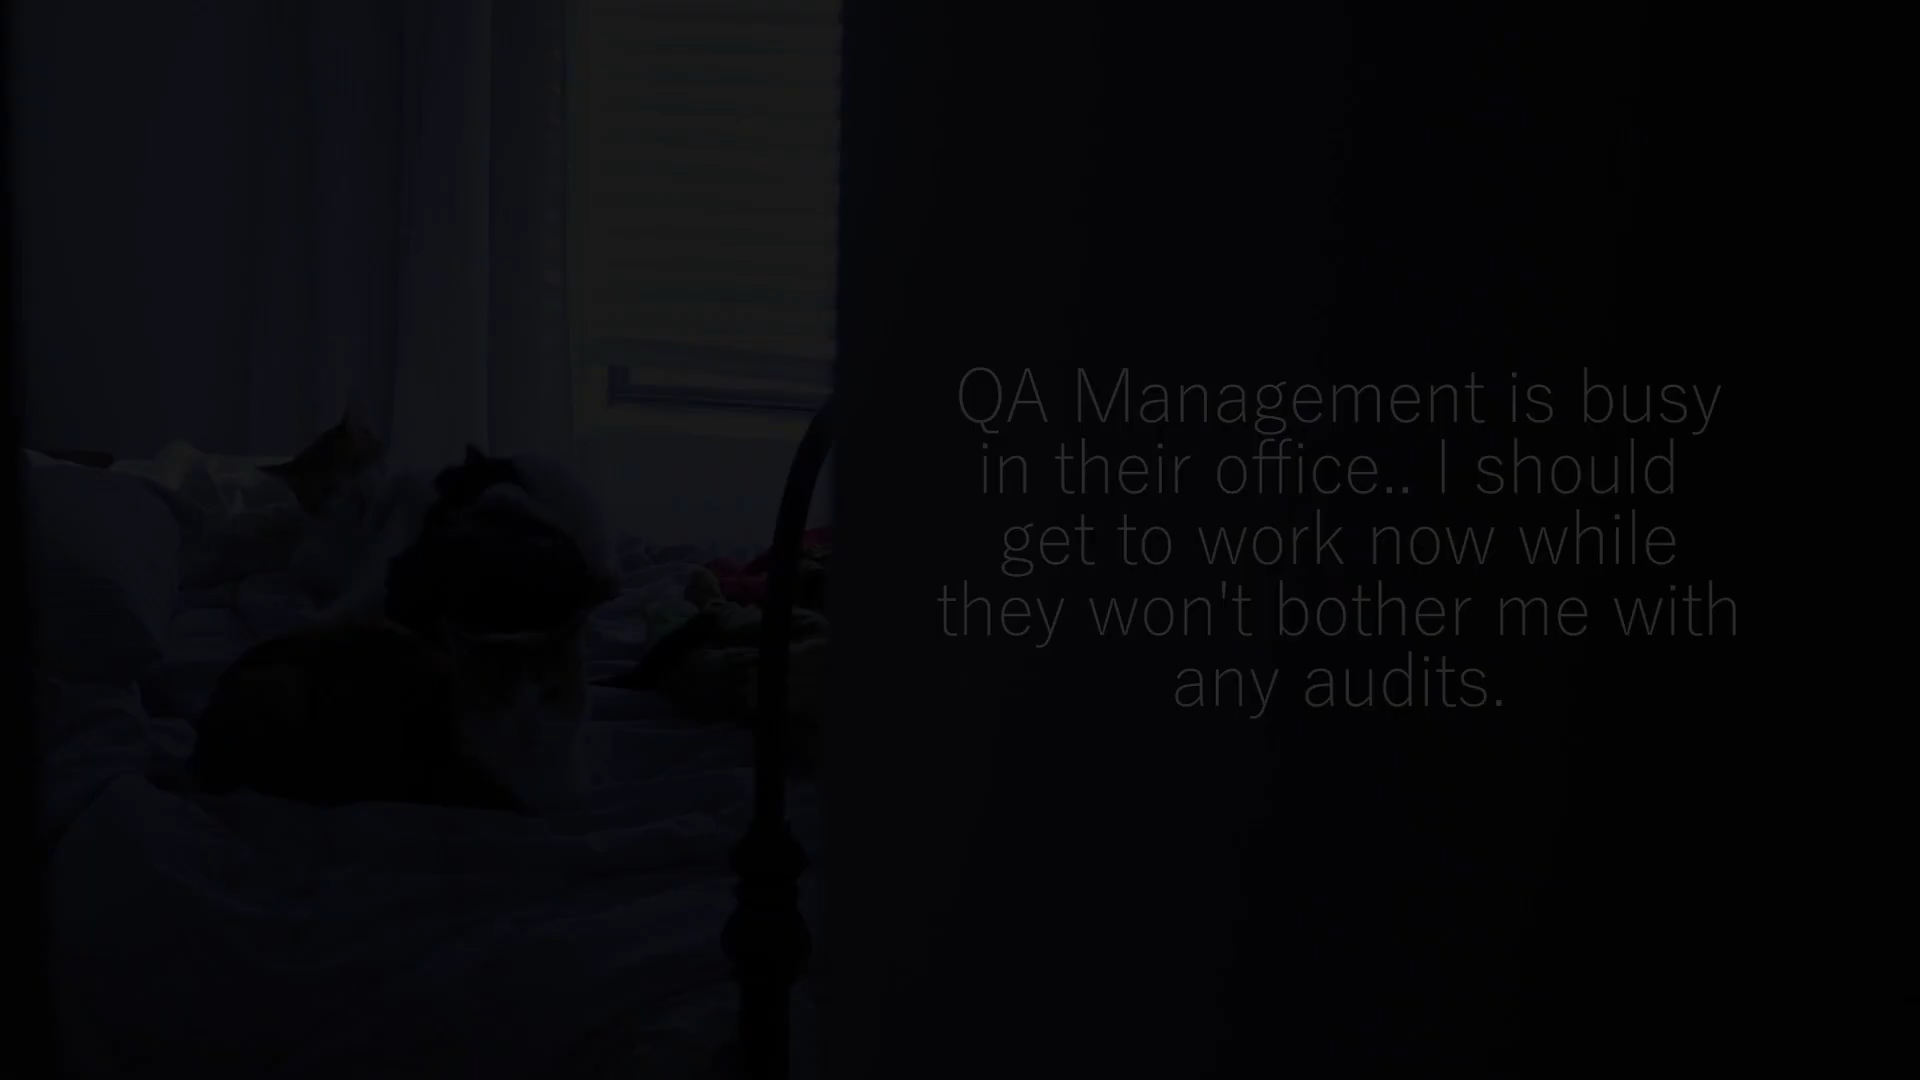 QA Management is busy
in their office.. I should
get to work now while
they won't bother me with
any audits.